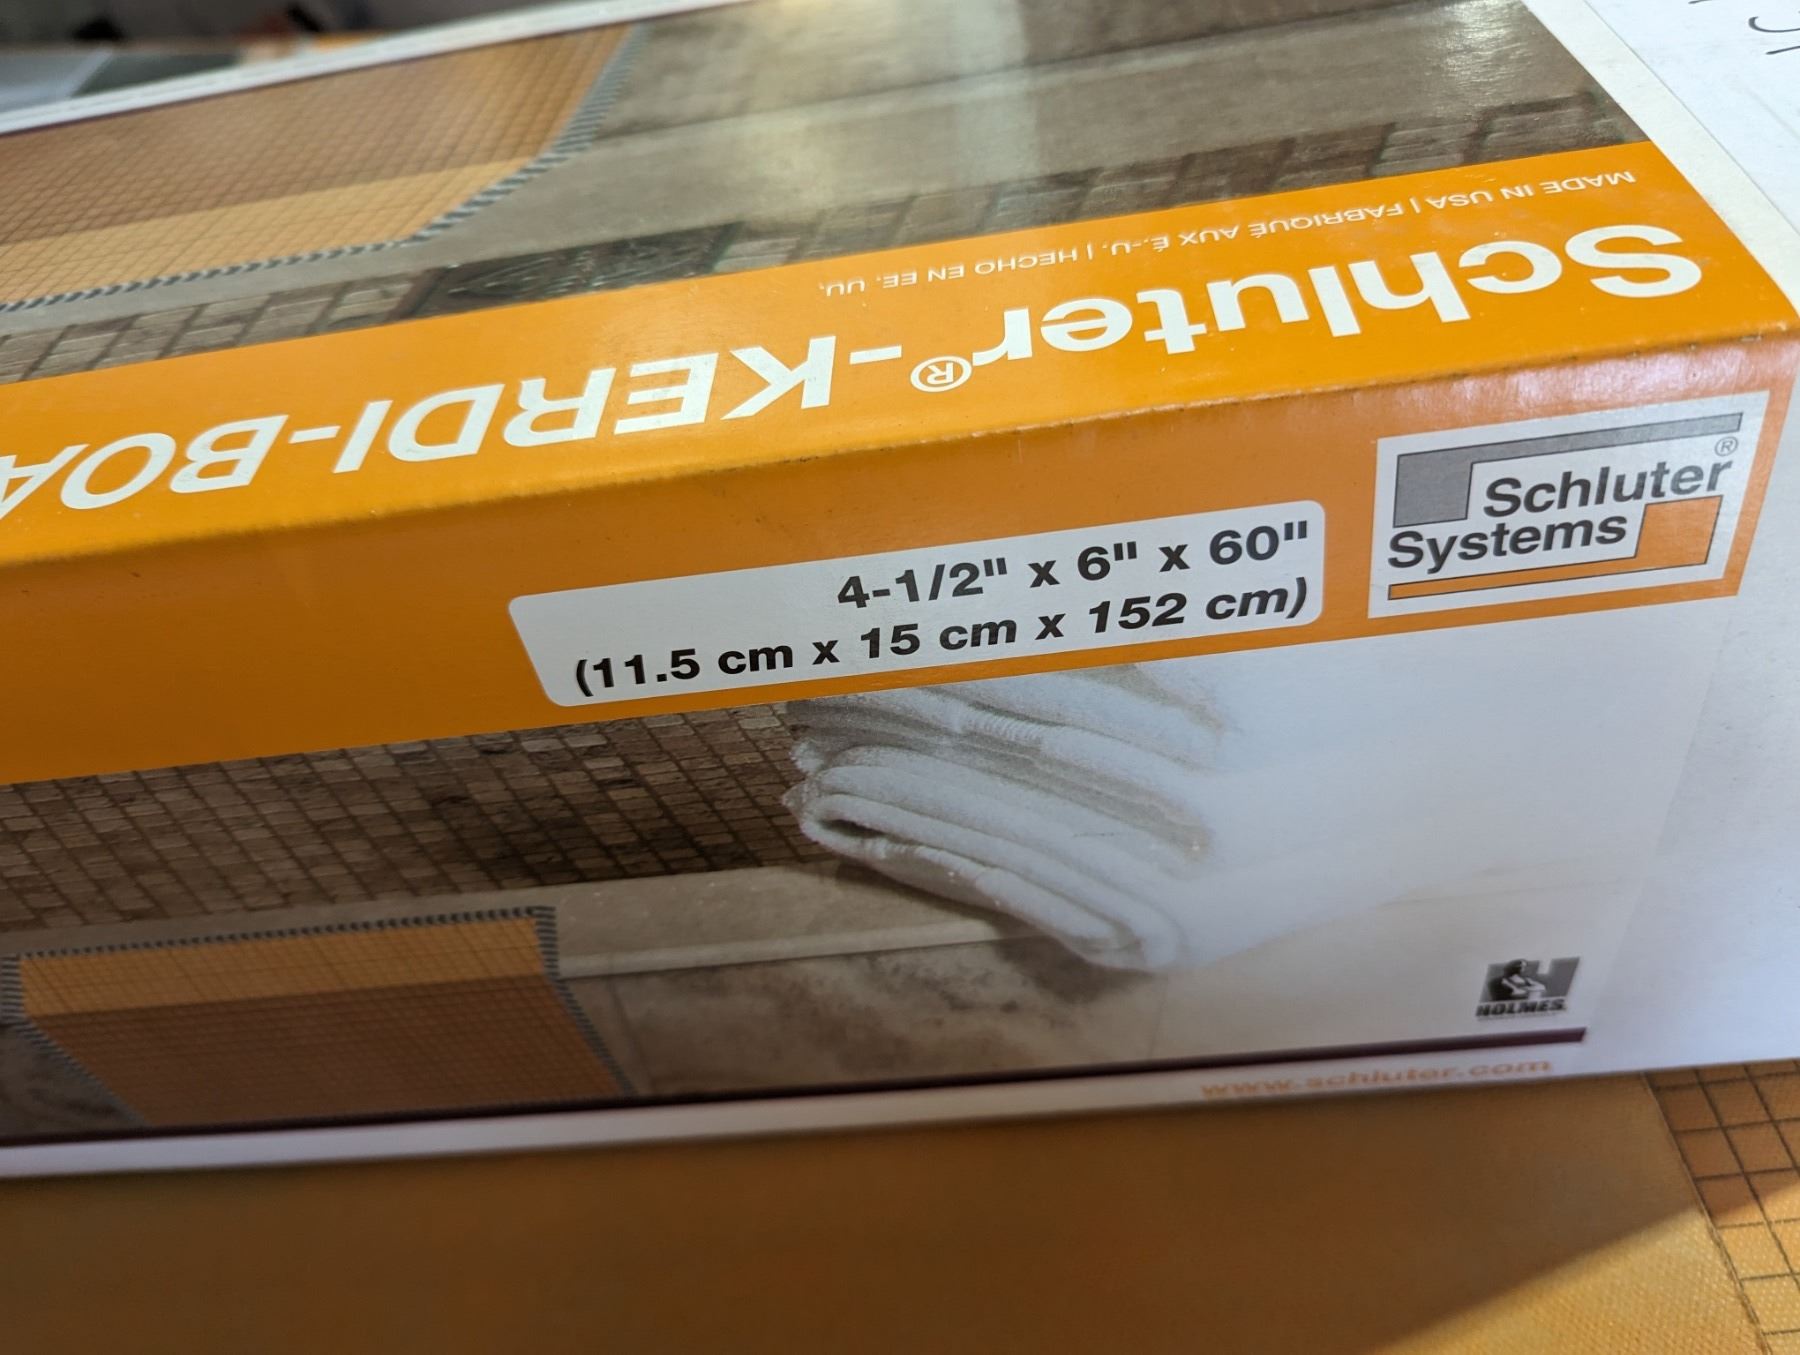 MADE IN USA | FABRIQUÉ AUX É.-U. | HECHO EN EE. UU.
Schluter®-KERDI-BOA
Schluter®
Systems
4-1/2" x 6" x 60"
(11.5 cm x 15 cm x 152 cm)
H
HOLMES
www.schluter.com